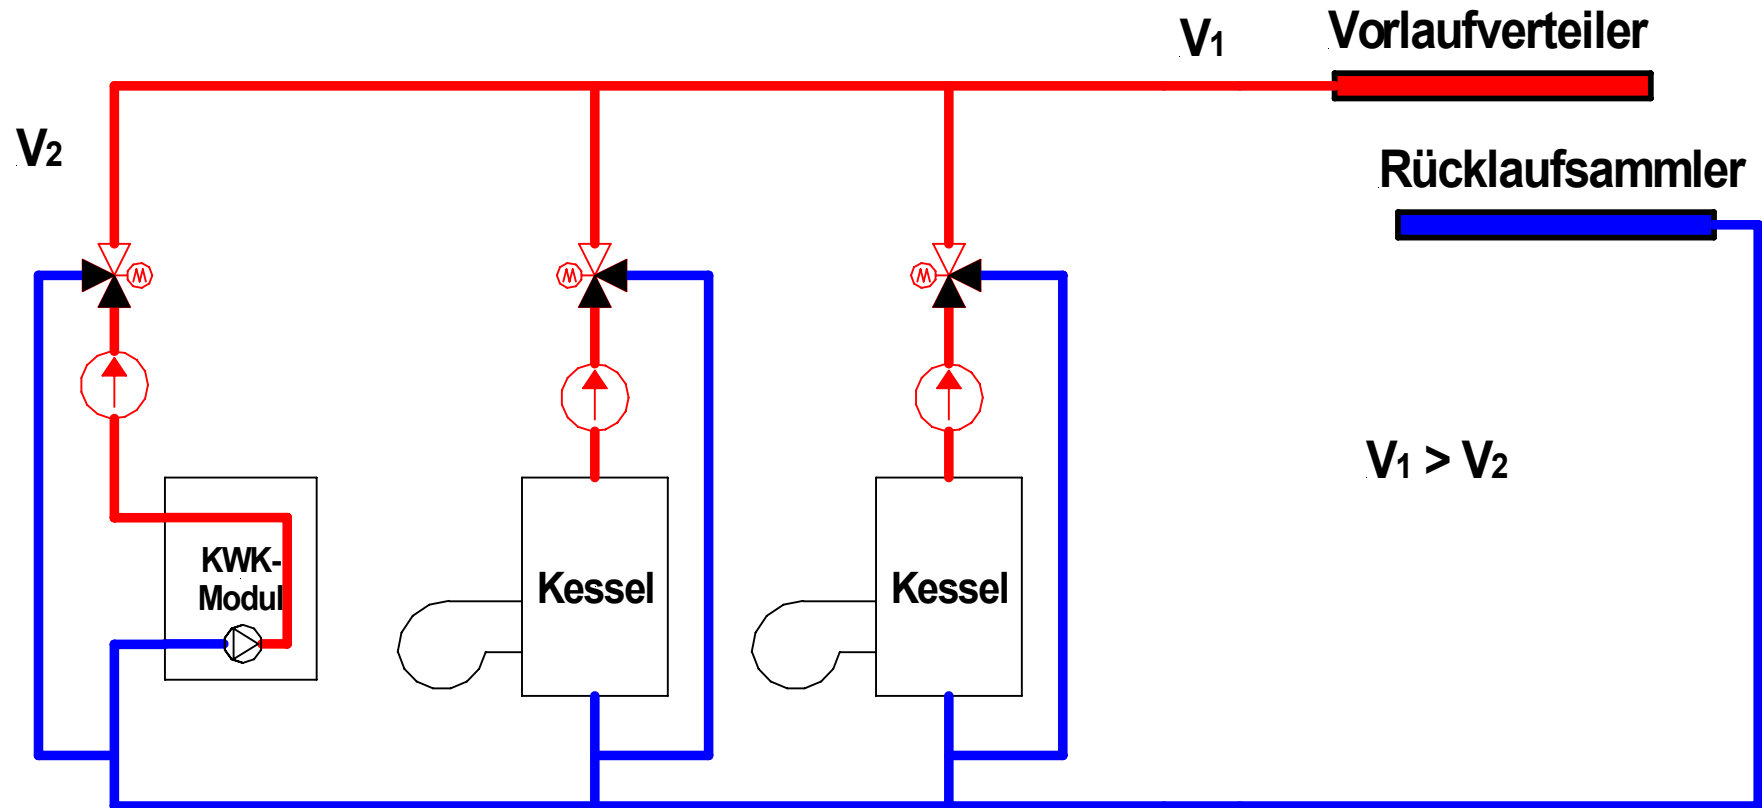 V1 Vorlaufverteiler
V2
Rücklaufsammler
M M M
V1 > V2
KWK-
Modul
Kessel
Kessel